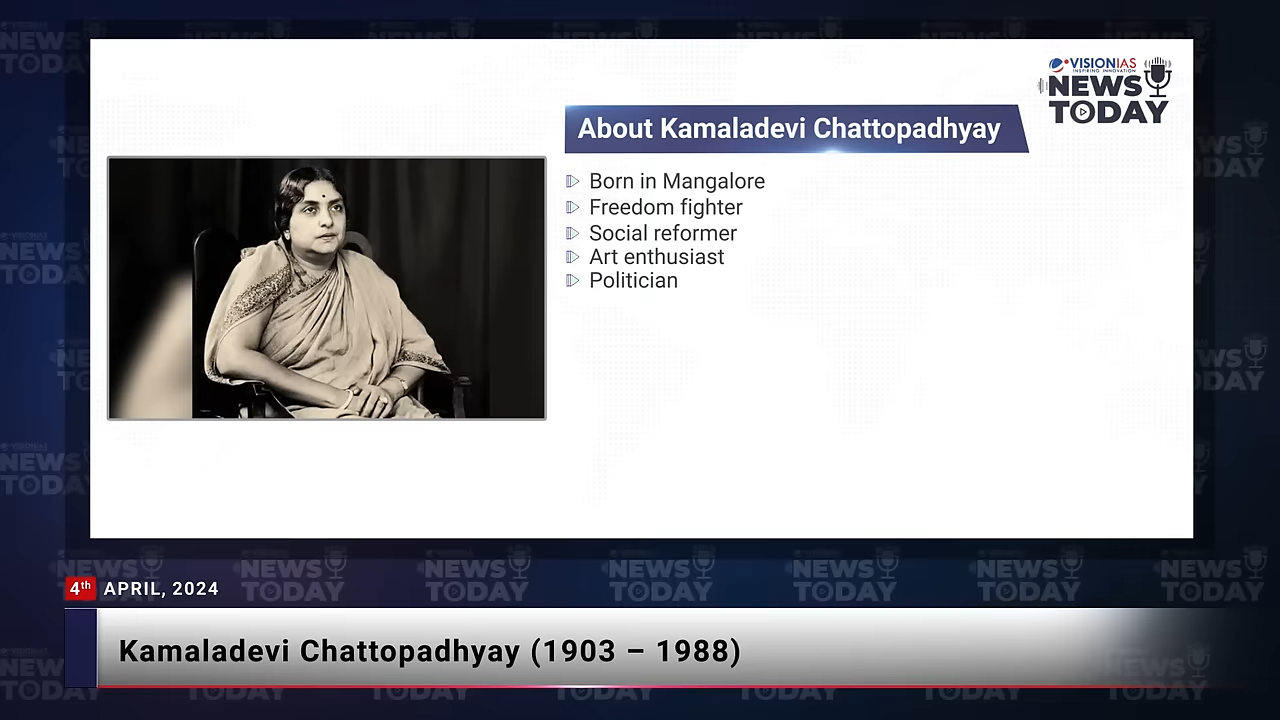 VISIONIAS
INSPIRING INNOVATION
NEWS
TODAY
About Kamaladevi Chattopadhyay
Born in Mangalore
Freedom fighter
Social reformer
Art enthusiast
Politician
4th APRIL, 2024
Kamaladevi Chattopadhyay (1903 – 1988)